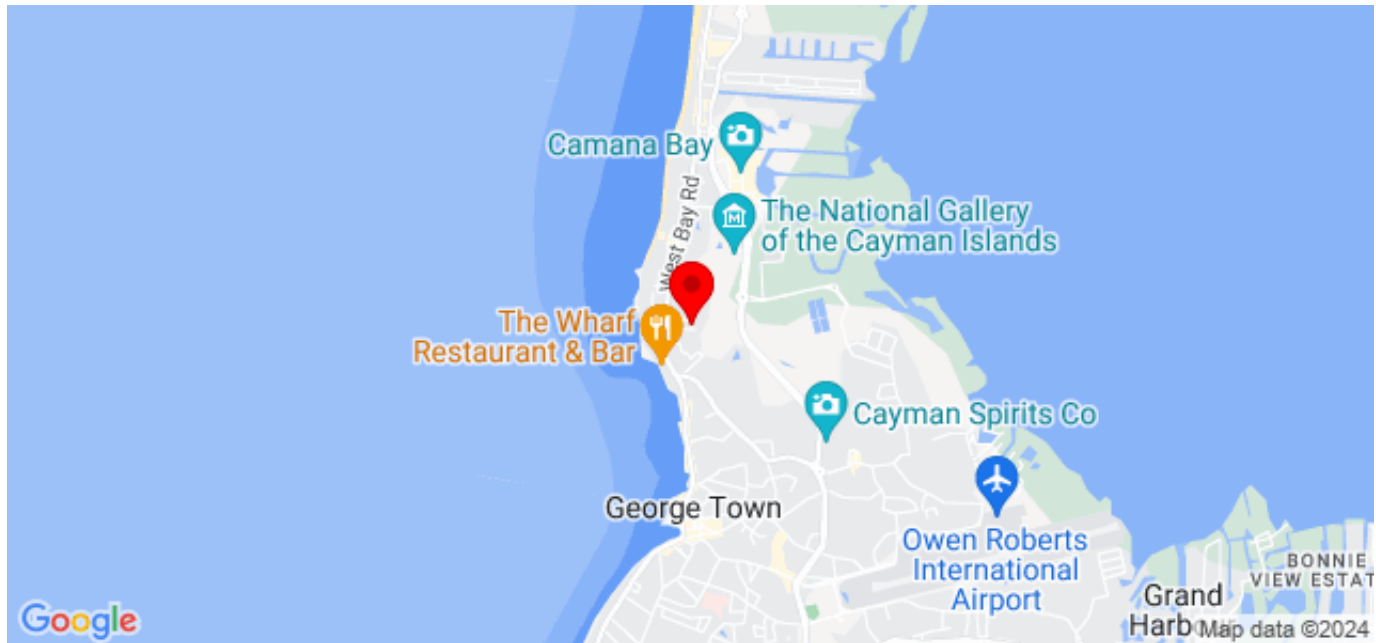 Camana Bay
West Bay Rd
The National Gallery
of the Cayman Islands
The Wharf
Restaurant & Bar
Cayman Spirits Co
George Town
Owen Roberts
International
Airport
BONNIE
VIEW ESTAT
Grand
Harb
Google
Map data ©2024